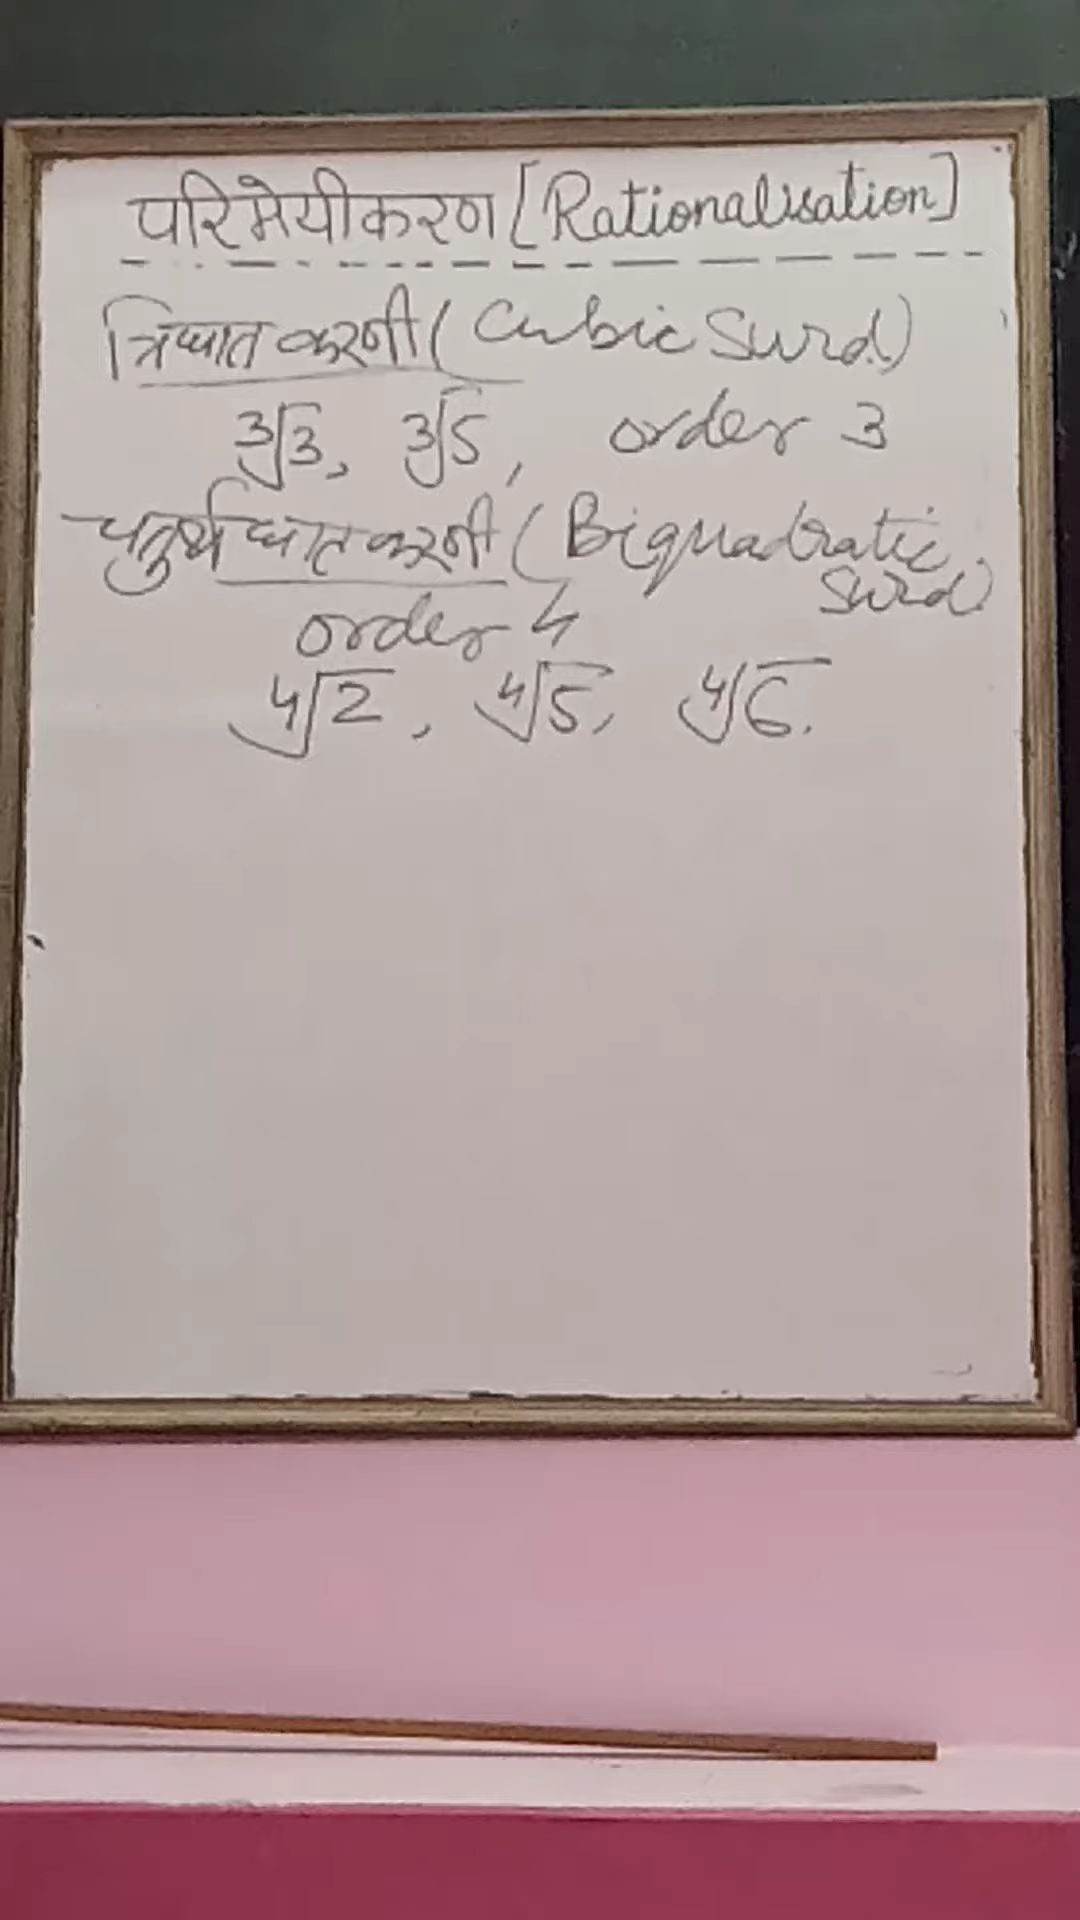 परिमेयीकरण [Rationalisation]
त्रिघात करणी ( Cubic Surd )
∛3, ∛5, order 3
चतुर्थ घात करणी ( Biquadratic
Surd)
order 4
∜2, ∜5, ∜6.